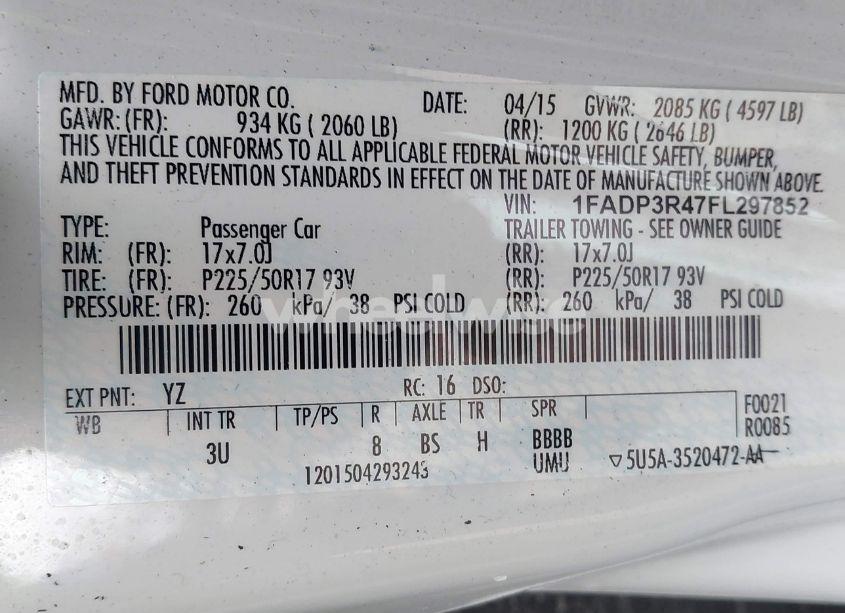 MFD. BY FORD MOTOR CO. DATE: 04/15 GVWR: 2085 KG ( 4597 LB)
GAWR: (FR): 934 KG ( 2060 LB) (RR): 1200 KG ( 2646 LB)
THIS VEHICLE CONFORMS TO ALL APPLICABLE FEDERAL MOTOR VEHICLE SAFETY, BUMPER,
AND THEFT PREVENTION STANDARDS IN EFFECT ON THE DATE OF MANUFACTURE SHOWN ABOVE.
VIN: 1FADP3R47FL297852
TYPE: Passenger Car TRAILER TOWING - SEE OWNER GUIDE
RIM: (FR): 17x7.0J (RR): 17x7.0J
TIRE: (FR): P225/50R17 93V (RR): P225/50R17 93V
PRESSURE: (FR): 260 kPa/ 38 PSI COLD (RR): 260 kPa/ 38 PSI COLD
wheelwise
EXT PNT: YZ RC: 16 DSO:
WB INT TR TP/PS R AXLE TR SPR F0021
3U 8 BS H BBBB R0085
1201504293243 UMU ▽5U5A-3520472-AA